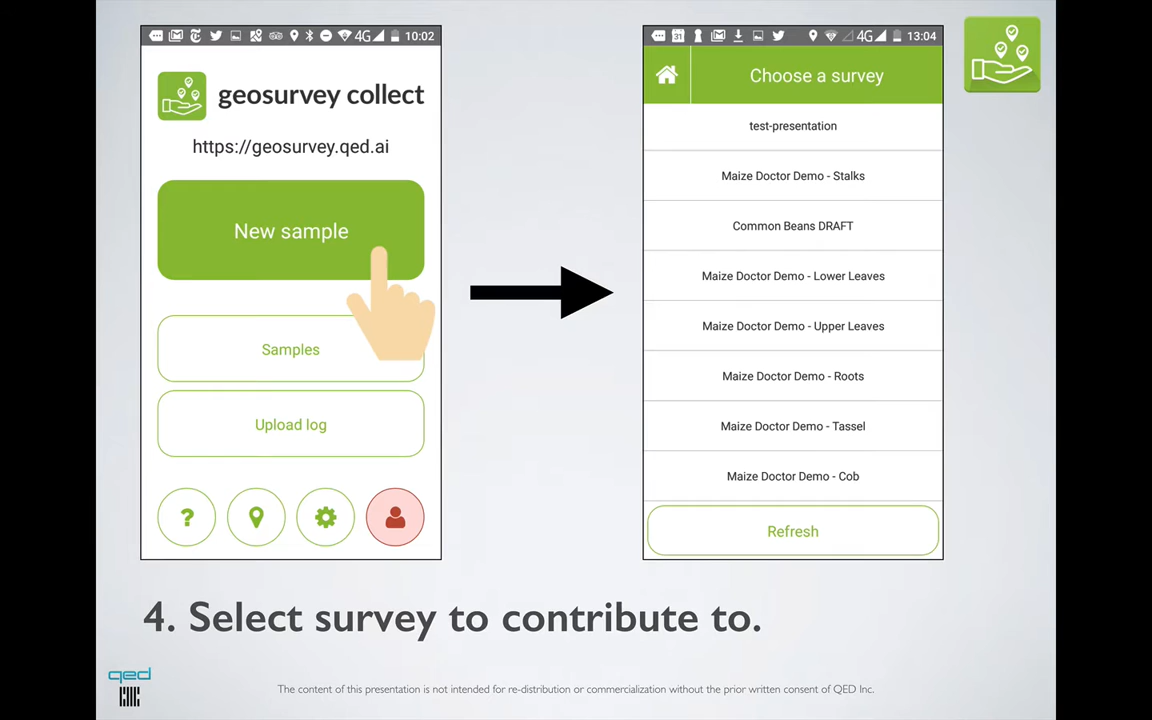 4G 10:02
geosurvey collect
https://geosurvey.qed.ai
New sample
Samples
Upload log
?
31 4G 13:04
Choose a survey
test-presentation
Maize Doctor Demo - Stalks
Common Beans DRAFT
Maize Doctor Demo - Lower Leaves
Maize Doctor Demo - Upper Leaves
Maize Doctor Demo - Roots
Maize Doctor Demo - Tassel
Maize Doctor Demo - Cob
Refresh
4. Select survey to contribute to.
qed
The content of this presentation is not intended for re-distribution or commercialization without the prior written consent of QED Inc.